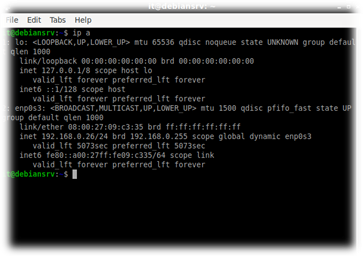 t@debiansrv:~
File Edit Tabs Help
:~$ ip a
: lo: <LOOPBACK,UP,LOWER_UP> mtu 65536 qdisc noqueue state UNKNOWN group defaul
qlen 1000
link/loopback 00:00:00:00:00:00 brd 00:00:00:00:00:00
inet 127.0.0.1/8 scope host lo
valid_lft forever preferred_lft forever
inet6 ::1/128 scope host
valid_lft forever preferred_lft forever
: enp0s3: <BROADCAST,MULTICAST,UP,LOWER_UP> mtu 1500 qdisc pfifo_fast state UP
group default qlen 1000
link/ether 08:00:27:09:c3:35 brd ff:ff:ff:ff:ff:ff
inet 192.168.0.26/24 brd 192.168.0.255 scope global dynamic enp0s3
valid_lft 5073sec preferred_lft 5073sec
inet6 fe80::a00:27ff:fe09:c335/64 scope link
valid_lft forever preferred_lft forever
t@debiansrv:~$